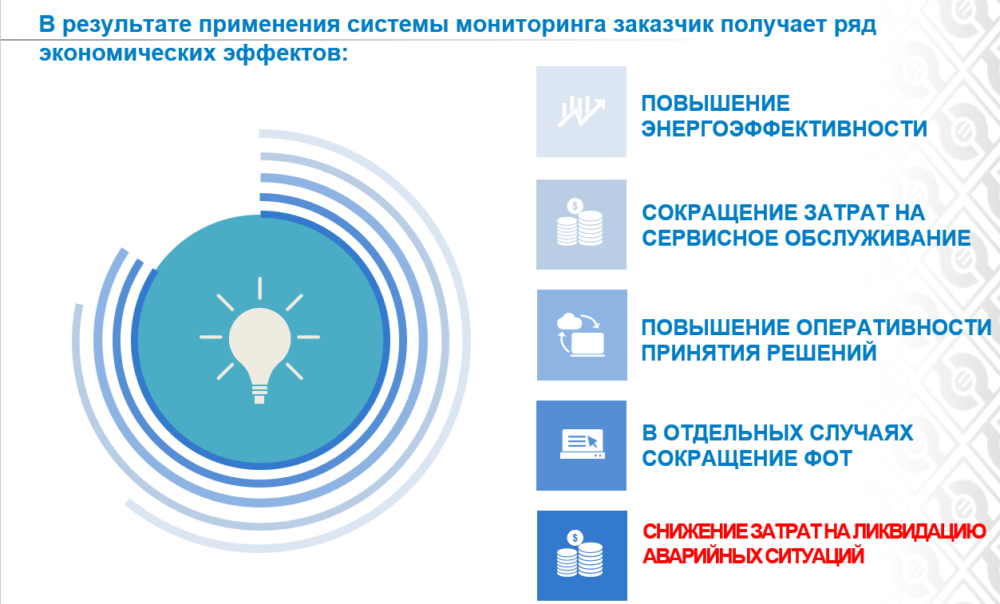 В результате применения системы мониторинга заказчик получает ряд
экономических эффектов:
ПОВЫШЕНИЕ
ЭНЕРГОЭФФЕКТИВНОСТИ
$
СОКРАЩЕНИЕ ЗАТРАТ НА
СЕРВИСНОЕ ОБСЛУЖИВАНИЕ
ПОВЫШЕНИЕ ОПЕРАТИВНОСТИ
ПРИНЯТИЯ РЕШЕНИЙ
В ОТДЕЛЬНЫХ СЛУЧАЯХ
СОКРАЩЕНИЕ ФОТ
$
СНИЖЕНИЕ ЗАТРАТ НА ЛИКВИДАЦИЮ
АВАРИЙНЫХ СИТУАЦИЙ